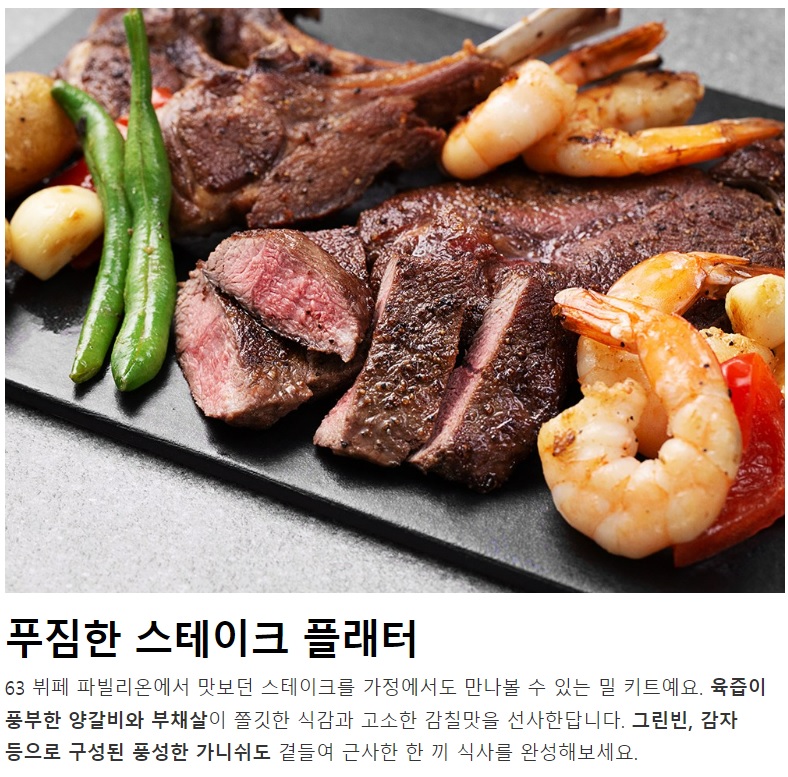 푸짐한 스테이크 플래터
63 뷔페 파빌리온에서 맛보던 스테이크를 가정에서도 만나볼 수 있는 밀 키트예요. 육즙이
풍부한 양갈비와 부채살이 쫄깃한 식감과 고소한 감칠맛을 선사한답니다. 그린빈, 감자
등으로 구성된 풍성한 가니쉬도 곁들여 근사한 한 끼 식사를 완성해보세요.